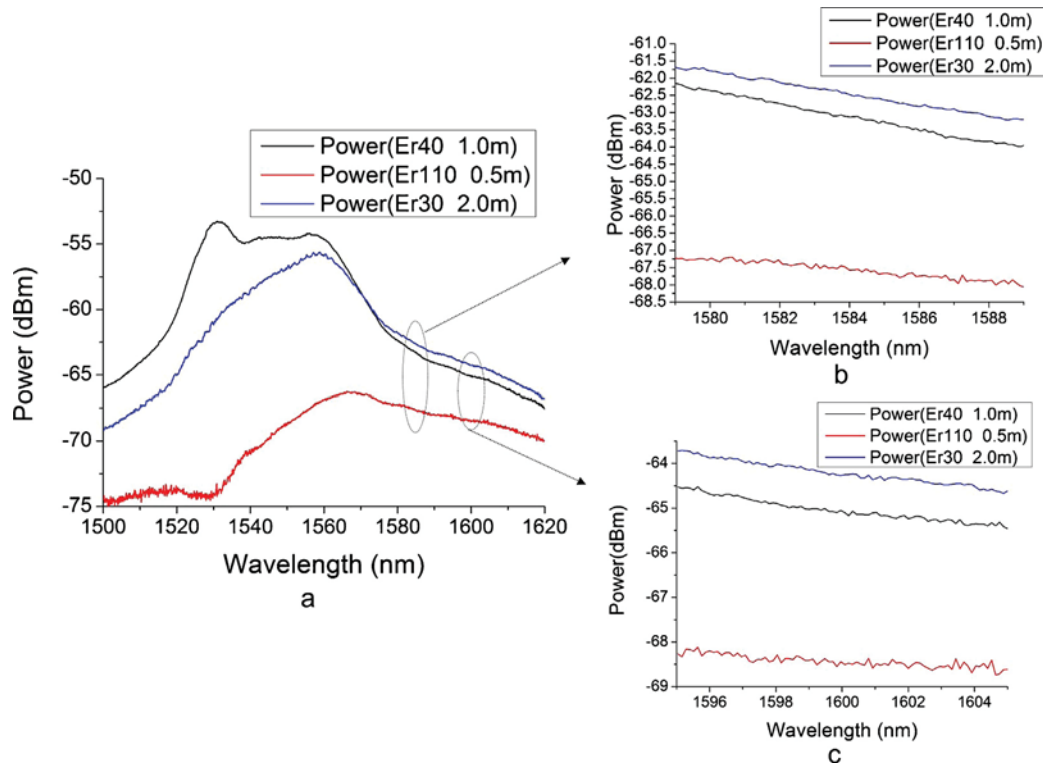 Power(Er40 1.0m)
Power(Er110 0.5m)
Power(Er30 2.0m)
-50
-55
-60
-65
-70
-75
Power (dBm)
1500 1520 1540 1560 1580 1600 1620
Wavelength (nm)
a
Power(Er40 1.0m)
Power(Er110 0.5m)
Power(Er30 2.0m)
-61.0
-61.5
-62.0
-62.5
-63.0
-63.5
-64.0
-64.5
-65.0
-65.5
-66.0
-66.5
-67.0
-67.5
-68.0
-68.5
Power (dBm)
1580 1582 1584 1586 1588
Wavelength (nm)
b
Power(Er40 1.0m)
Power(Er110 0.5m)
Power(Er30 2.0m)
-64
-65
-66
-67
-68
-69
Power(dBm)
1596 1598 1600 1602 1604
Wavelength (nm)
c